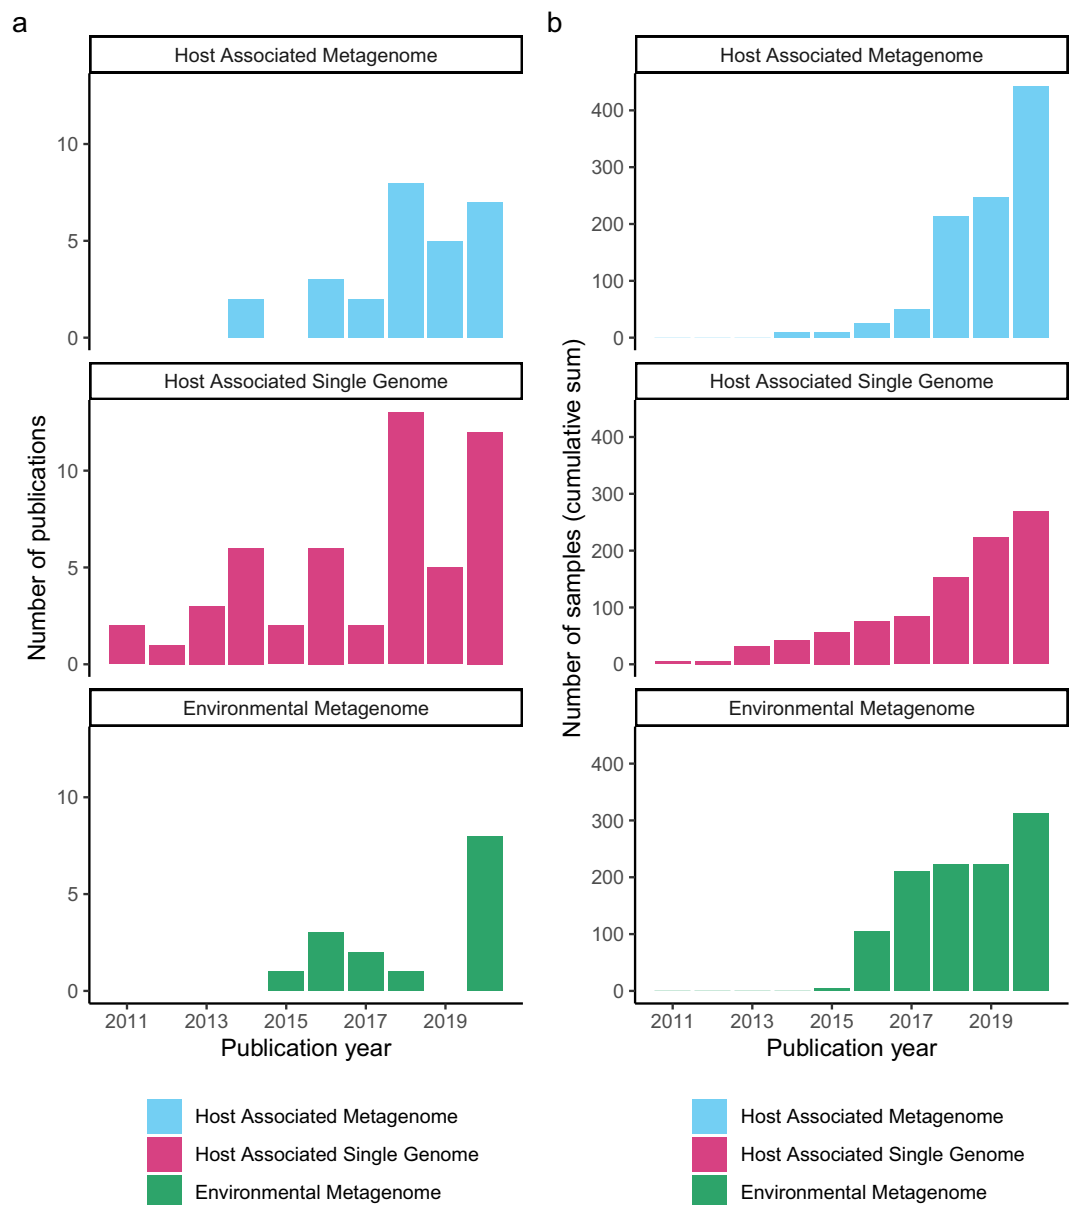 a
Host Associated Metagenome
10
5
0
Host Associated Single Genome
10
5
0
Environmental Metagenome
10
5
0
2011 2013 2015 2017 2019
Number of publications
Publication year
Host Associated Metagenome
Host Associated Single Genome
Environmental Metagenome
b
Host Associated Metagenome
400
300
200
100
0
Host Associated Single Genome
400
300
200
100
0
Environmental Metagenome
400
300
200
100
0
2011 2013 2015 2017 2019
Number of samples (cumulative sum)
Publication year
Host Associated Metagenome
Host Associated Single Genome
Environmental Metagenome